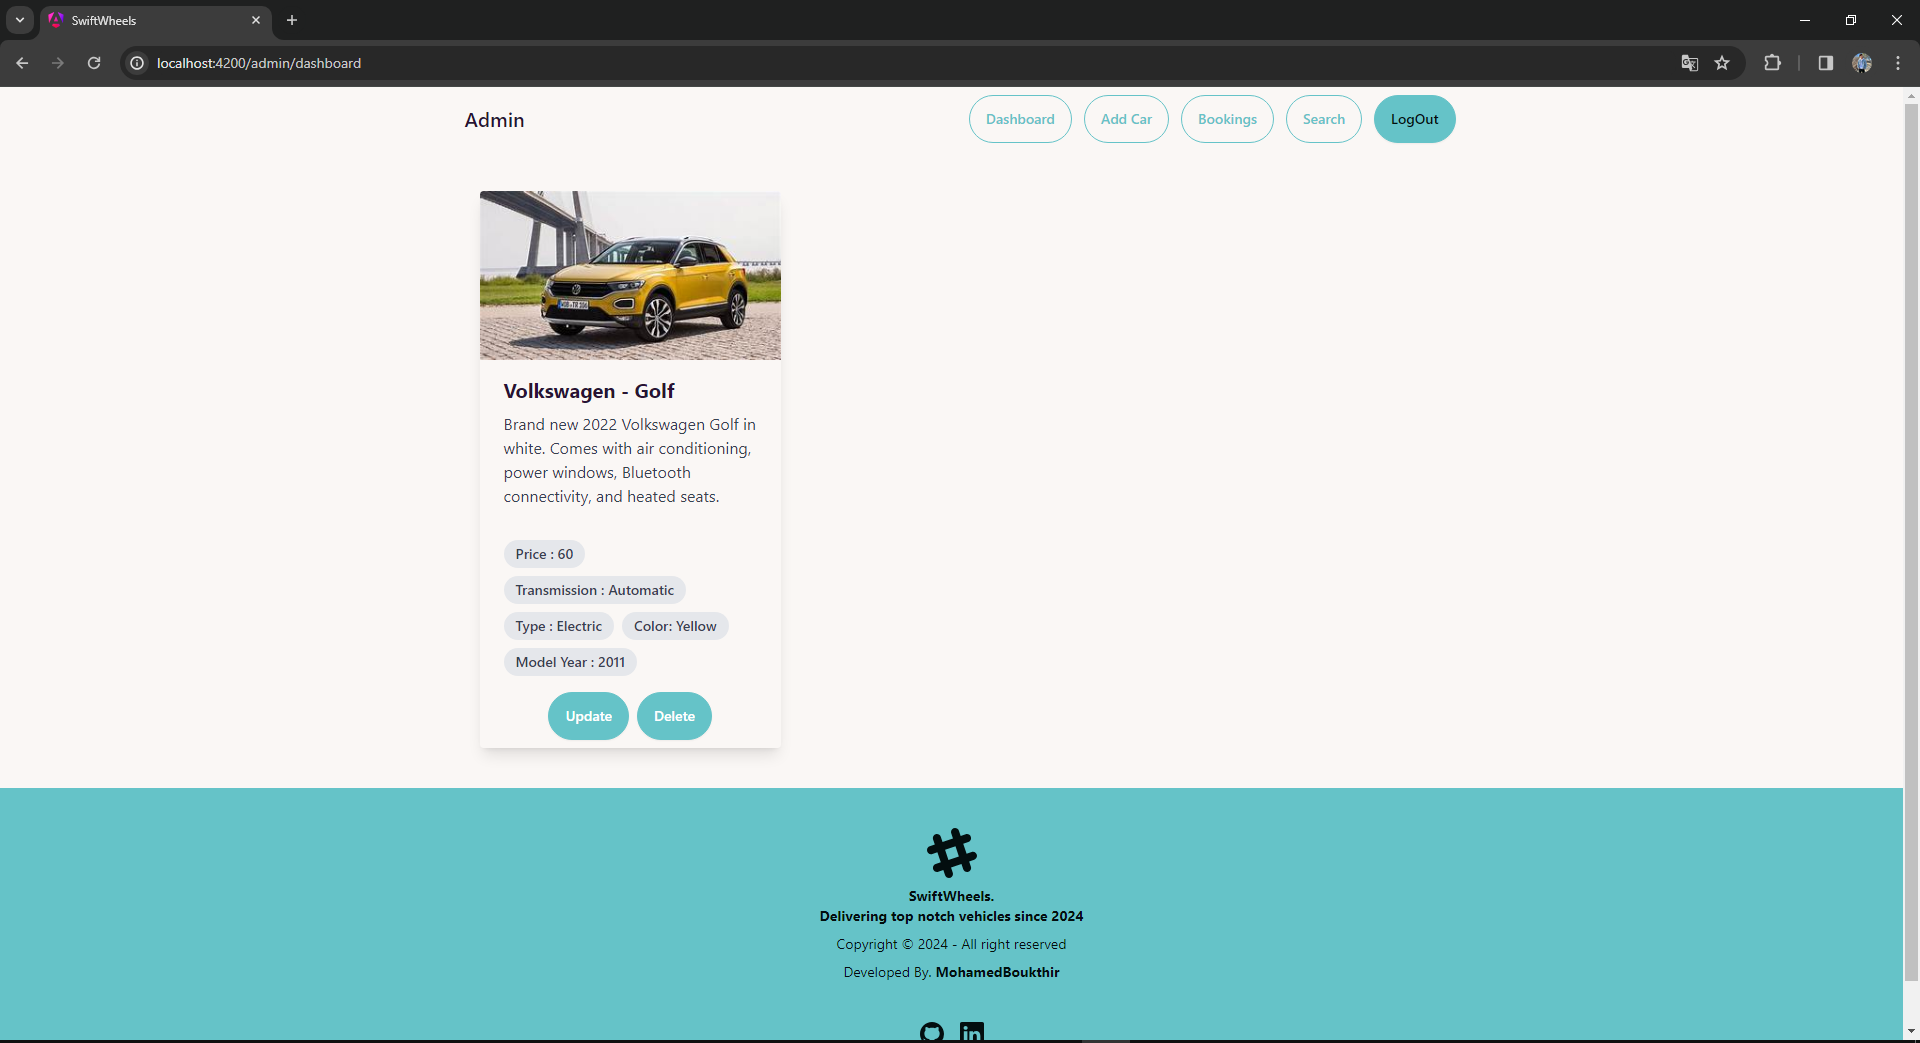 SwiftWheels
localhost:4200/admin/dashboard
Admin
Dashboard
Add Car
Bookings
Search
LogOut
Volkswagen - Golf
Brand new 2022 Volkswagen Golf in
white. Comes with air conditioning,
power windows, Bluetooth
connectivity, and heated seats.
Price : 60
Transmission : Automatic
Type : Electric
Color: Yellow
Model Year : 2011
Update
Delete
SwiftWheels.
Delivering top notch vehicles since 2024
Copyright © 2024 - All right reserved
Developed By. MohamedBoukthir